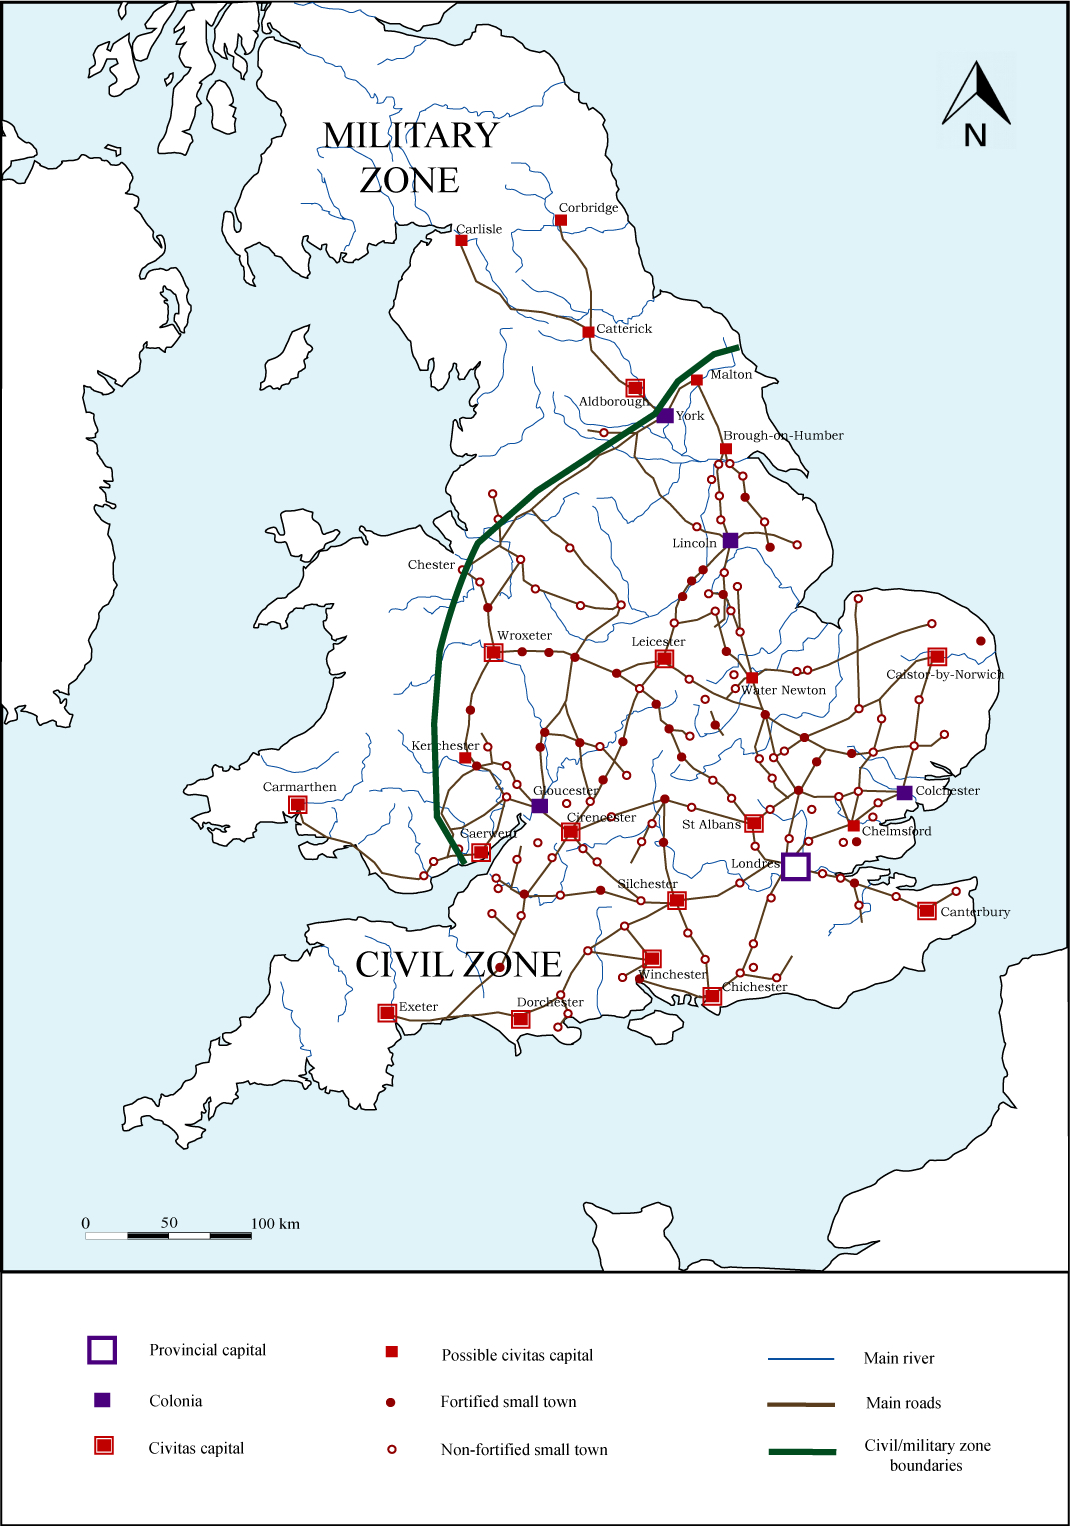 N
MILITARY
ZONE
Corbridge
Carlisle
Catterick
Malton
Aldborough
York
Brough-on-Humber
Lincoln
Chester
Wroxeter
Leicester
Caistor-by-Norwich
Water Newton
Kenchester
Carmarthen
Gloucester
Colchester
Cirencester
St Albans
Chelmsford
Caerwent
Londres
Silchester
Canterbury
CIVIL ZONE
Winchester
Chichester
Exeter
Dorchester
0 50 100 km
Provincial capital
Possible civitas capital
Main river
Colonia
Fortified small town
Main roads
Civitas capital
Non-fortified small town
Civil/military zone
boundaries